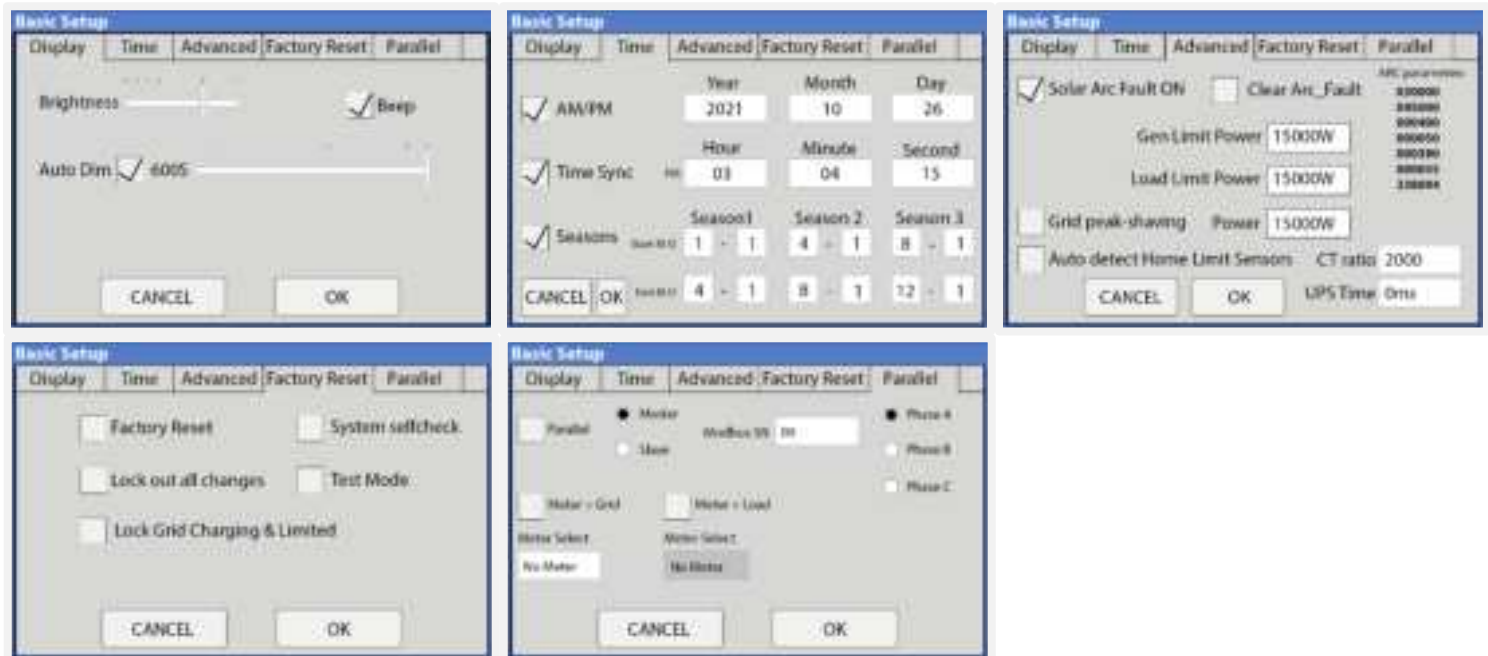 Basic Setup
Display Time Advanced Factory Reset Parallel
Brightness Beep
Auto Dim 600S
CANCEL OK
Basic Setup
Display Time Advanced Factory Reset Parallel
Year Month Day
AM/PM 2021 10 26
Hour Minute Second
Time Sync 03 04 15
Season1 Season 2 Season 3
Seasons 1 - 1 4 - 1 8 - 1
CANCEL OK 4 - 1 8 - 1 12 - 1
Basic Setup
Display Time Advanced Factory Reset Parallel
Solar Arc Fault ON Clear Arc_Fault
Gen Limit Power 15000W
Load Limit Power 15000W
Grid peak-shaving Power 15000W
Auto detect Home Limit Sensors CT ratio 2000
CANCEL OK UPS Time 0ms
Basic Setup
Display Time Advanced Factory Reset Parallel
Factory Reset System selfcheck
Lock out all changes Test Mode
Lock Grid Charging & Limited
CANCEL OK
Basic Setup
Display Time Advanced Factory Reset Parallel
Parallel Master Modbus SN Phase A
Slave Phase B
Phase C
Meter Select Meter Select
No Meter No Meter
CANCEL OK